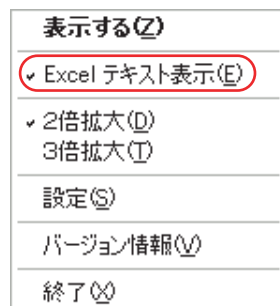 表示する(Z)
✓ Excel テキスト表示(E)
✓ 2倍拡大(D)
3倍拡大(T)
設定(S)
バージョン情報(V)
終了(X)